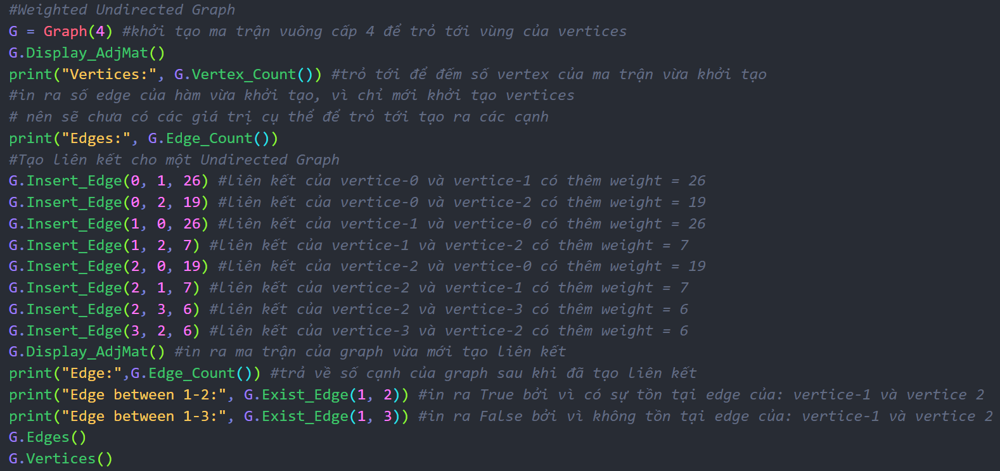 #Weighted Undirected Graph
G = Graph(4) #khởi tạo ma trận vuông cấp 4 để trỏ tới vùng của vertices
G.Display_AdjMat()
print("Vertices:", G.Vertex_Count()) #trỏ tới để đếm số vertex của ma trận vừa khởi tạo
#in ra số edge của hàm vừa khởi tạo, vì chỉ mới khởi tạo vertices
# nên sẽ chưa có các giá trị cụ thể để trỏ tới tạo ra các cạnh
print("Edges:", G.Edge_Count())
#Tạo liên kết cho một Undirected Graph
G.Insert_Edge(0, 1, 26) #liên kết của vertice-0 và vertice-1 có thêm weight = 26
G.Insert_Edge(0, 2, 19) #liên kết của vertice-0 và vertice-2 có thêm weight = 19
G.Insert_Edge(1, 0, 26) #liên kết của vertice-1 và vertice-0 có thêm weight = 26
G.Insert_Edge(1, 2, 7) #liên kết của vertice-1 và vertice-2 có thêm weight = 7
G.Insert_Edge(2, 0, 19) #liên kết của vertice-2 và vertice-0 có thêm weight = 19
G.Insert_Edge(2, 1, 7) #liên kết của vertice-2 và vertice-1 có thêm weight = 7
G.Insert_Edge(2, 3, 6) #liên kết của vertice-2 và vertice-3 có thêm weight = 6
G.Insert_Edge(3, 2, 6) #liên kết của vertice-3 và vertice-2 có thêm weight = 6
G.Display_AdjMat() #in ra ma trận của graph vừa mới tạo liên kết
print("Edge:",G.Edge_Count()) #trả về số cạnh của graph sau khi đã tạo liên kết
print("Edge between 1-2:", G.Exist_Edge(1, 2)) #in ra True bởi vì có sự tồn tại edge của: vertice-1 và vertice 2
print("Edge between 1-3:", G.Exist_Edge(1, 3)) #in ra False bởi vì không tồn tại edge của: vertice-1 và vertice 2
G.Edges()
G.Vertices()